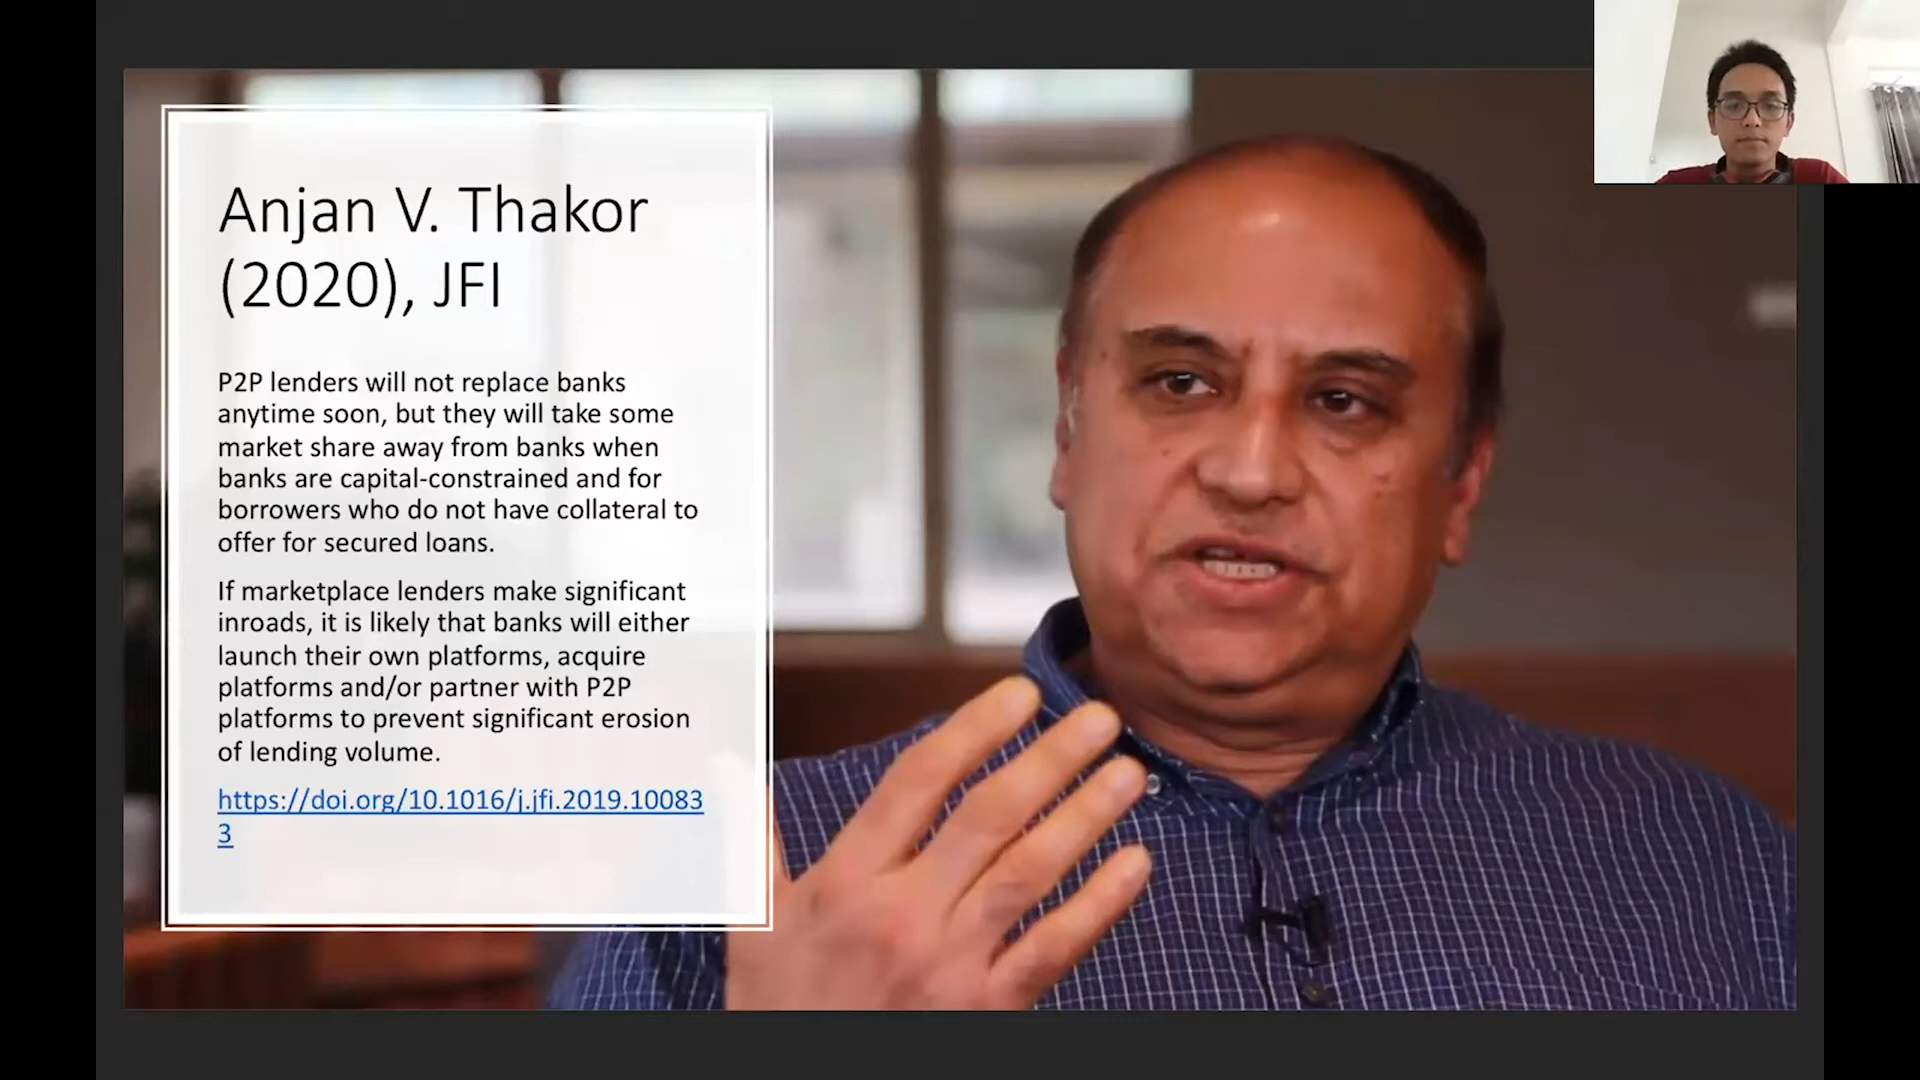 Anjan V. Thakor
(2020), JFI
P2P lenders will not replace banks
anytime soon, but they will take some
market share away from banks when
banks are capital-constrained and for
borrowers who do not have collateral to
offer for secured loans.
If marketplace lenders make significant
inroads, it is likely that banks will either
launch their own platforms, acquire
platforms and/or partner with P2P
platforms to prevent significant erosion
of lending volume.
https://doi.org/10.1016/j.jfi.2019.10083
3